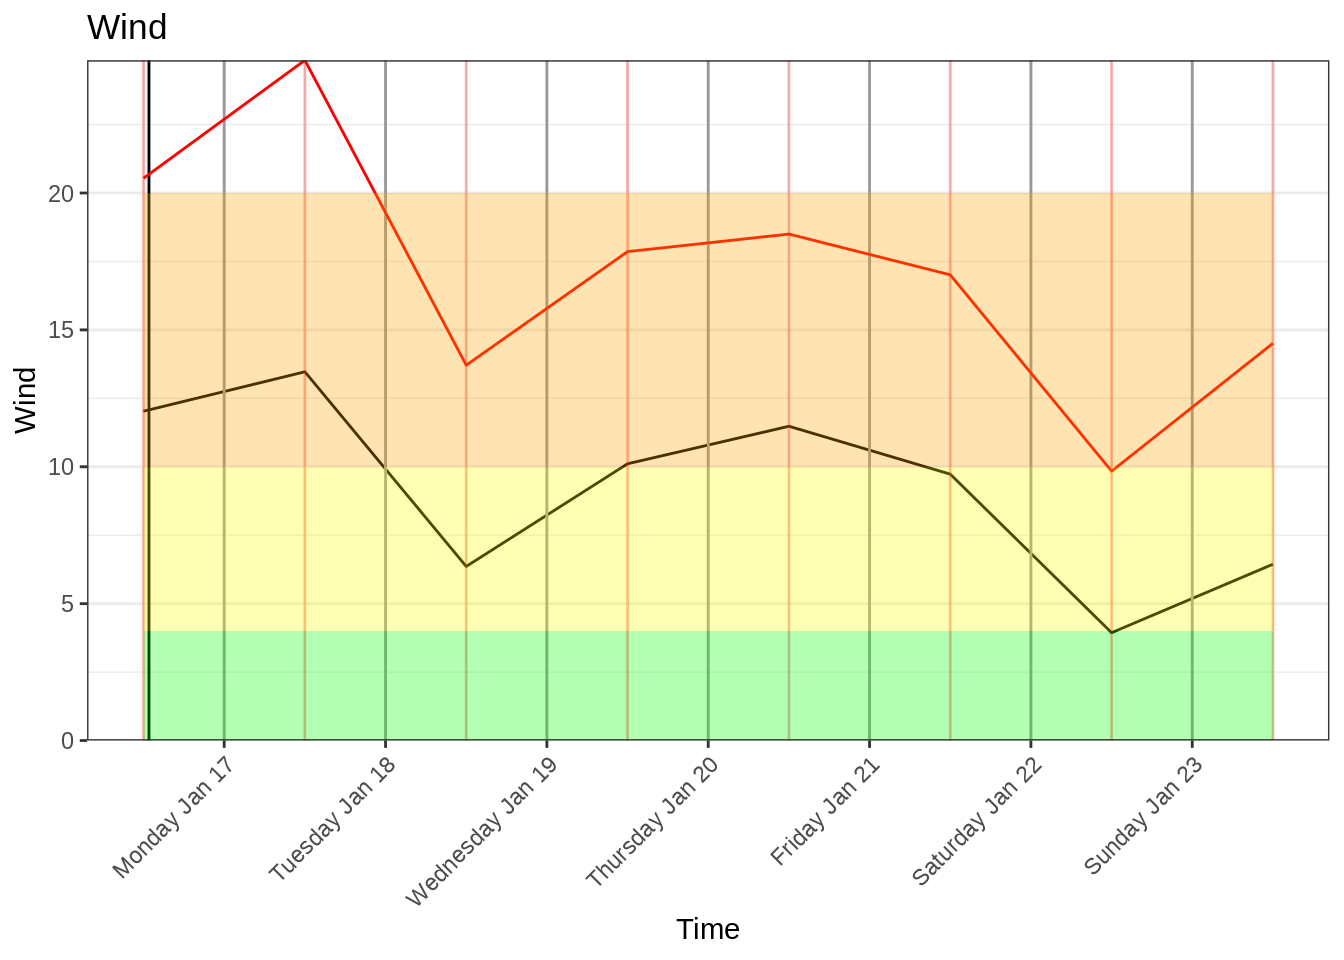 Wind
Wind
20
15
10
5
0
Monday Jan 17
Tuesday Jan 18
Wednesday Jan 19
Thursday Jan 20
Friday Jan 21
Saturday Jan 22
Sunday Jan 23
Time